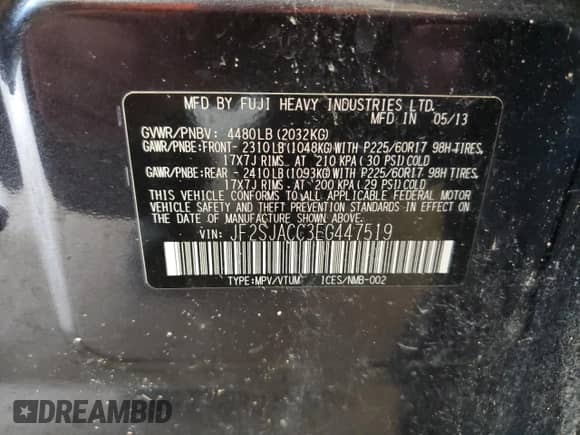 MFD BY FUJI HEAVY INDUSTRIES LTD.
MFD IN 05/13
GVWR/PNBV: 4480LB(2032KG)
GAWR/PNBE:FRONT- 2310LB(1048KG)WITH P225/60R17 98H TIRES,
17X7J RIMS, AT 210 KPA( 30 PSI)COLD
GAWR/PNBE:REAR - 2410LB(1093KG)WITH P225/60R17 98H TIRES,
17X7J RIMS, AT 200 KPA( 29 PSI)COLD
THIS VEHICLE CONFORMS TO ALL APPLICABLE FEDERAL MOTOR
VEHICLE SAFETY AND BUMPER STANDARDS IN EFFECT ON
THE DATE OF MANUFACTURE SHOWN ABOVE.
VIN: JF2SJACC3EG447519
TYPE:MPV/VTUM ICES/NMB-002
DREAMBID